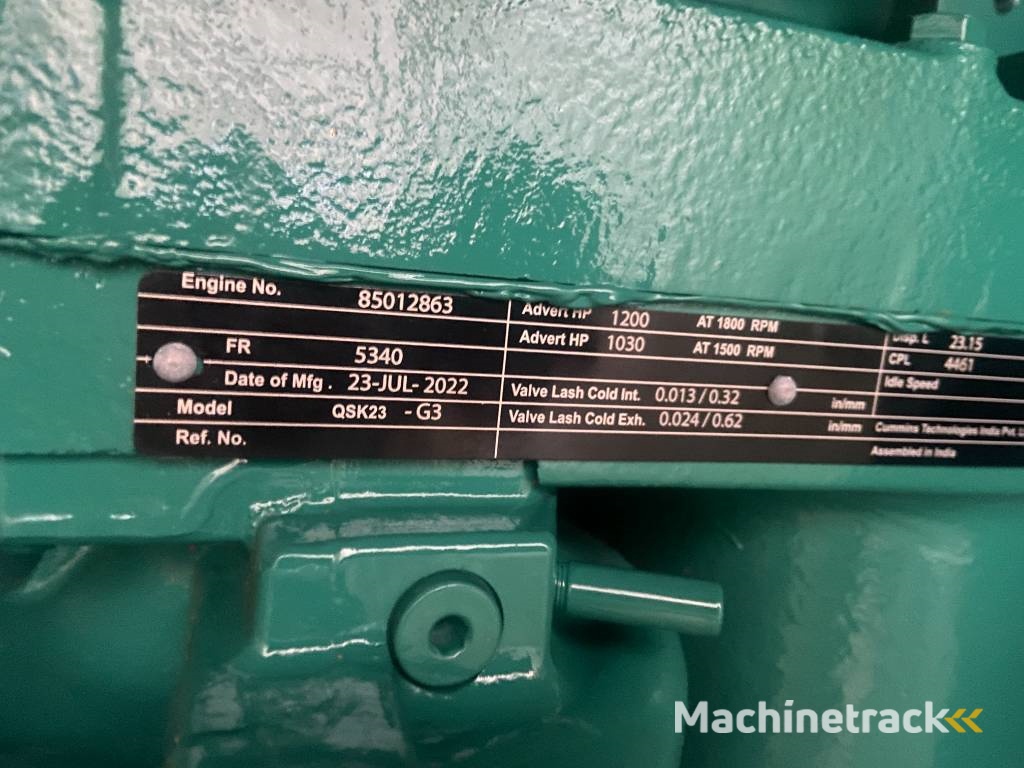 Engine No. 85012863
FR 5340
Date of Mfg. 23-JUL-2022
Model QSK23 -G3
Ref. No.
Advert HP 1200 AT 1800 RPM
Advert HP 1030 AT 1500 RPM
Valve Lash Cold Int. 0.013/0.32 in/mm
Valve Lash Cold Exh. 0.024/0.62 in/mm
Disp. L 23.15
CPL 4461
Idle Speed
Cummins Technologies India Pvt. L
Assembled in India
Machinetrack